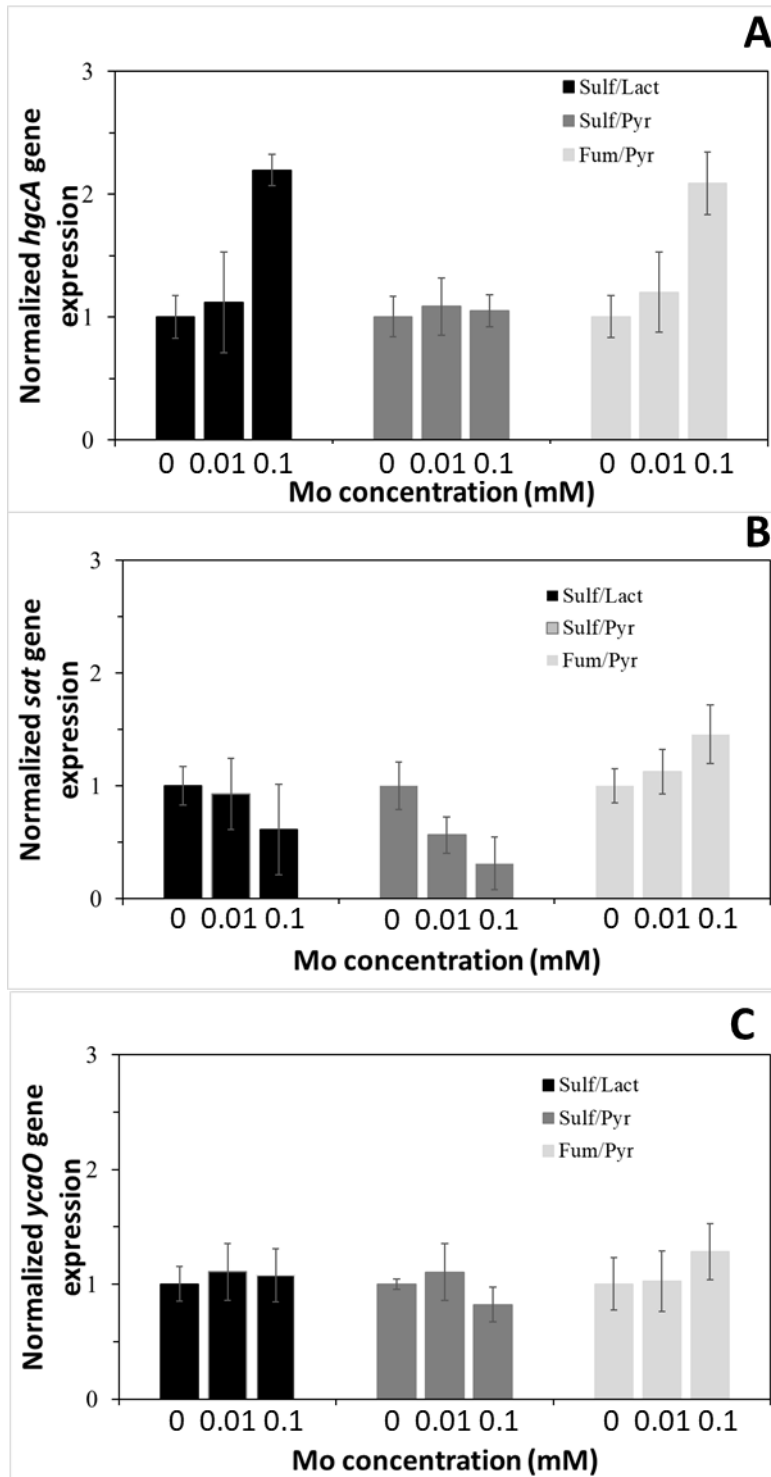 A
3
2
1
0
Normalized hgcA gene
expression
Sulf/Lact
Sulf/Pyr
Fum/Pyr
0 0.01 0.1 0 0.01 0.1 0 0.01 0.1
Mo concentration (mM)
B
3
2
1
0
Normalized sat gene
expression
Sulf/Lact
Sulf/Pyr
Fum/Pyr
0 0.01 0.1 0 0.01 0.1 0 0.01 0.1
Mo concentration (mM)
C
3
2
1
0
Normalized ycaO gene
expression
Sulf/Lact
Sulf/Pyr
Fum/Pyr
0 0.01 0.1 0 0.01 0.1 0 0.01 0.1
Mo concentration (mM)